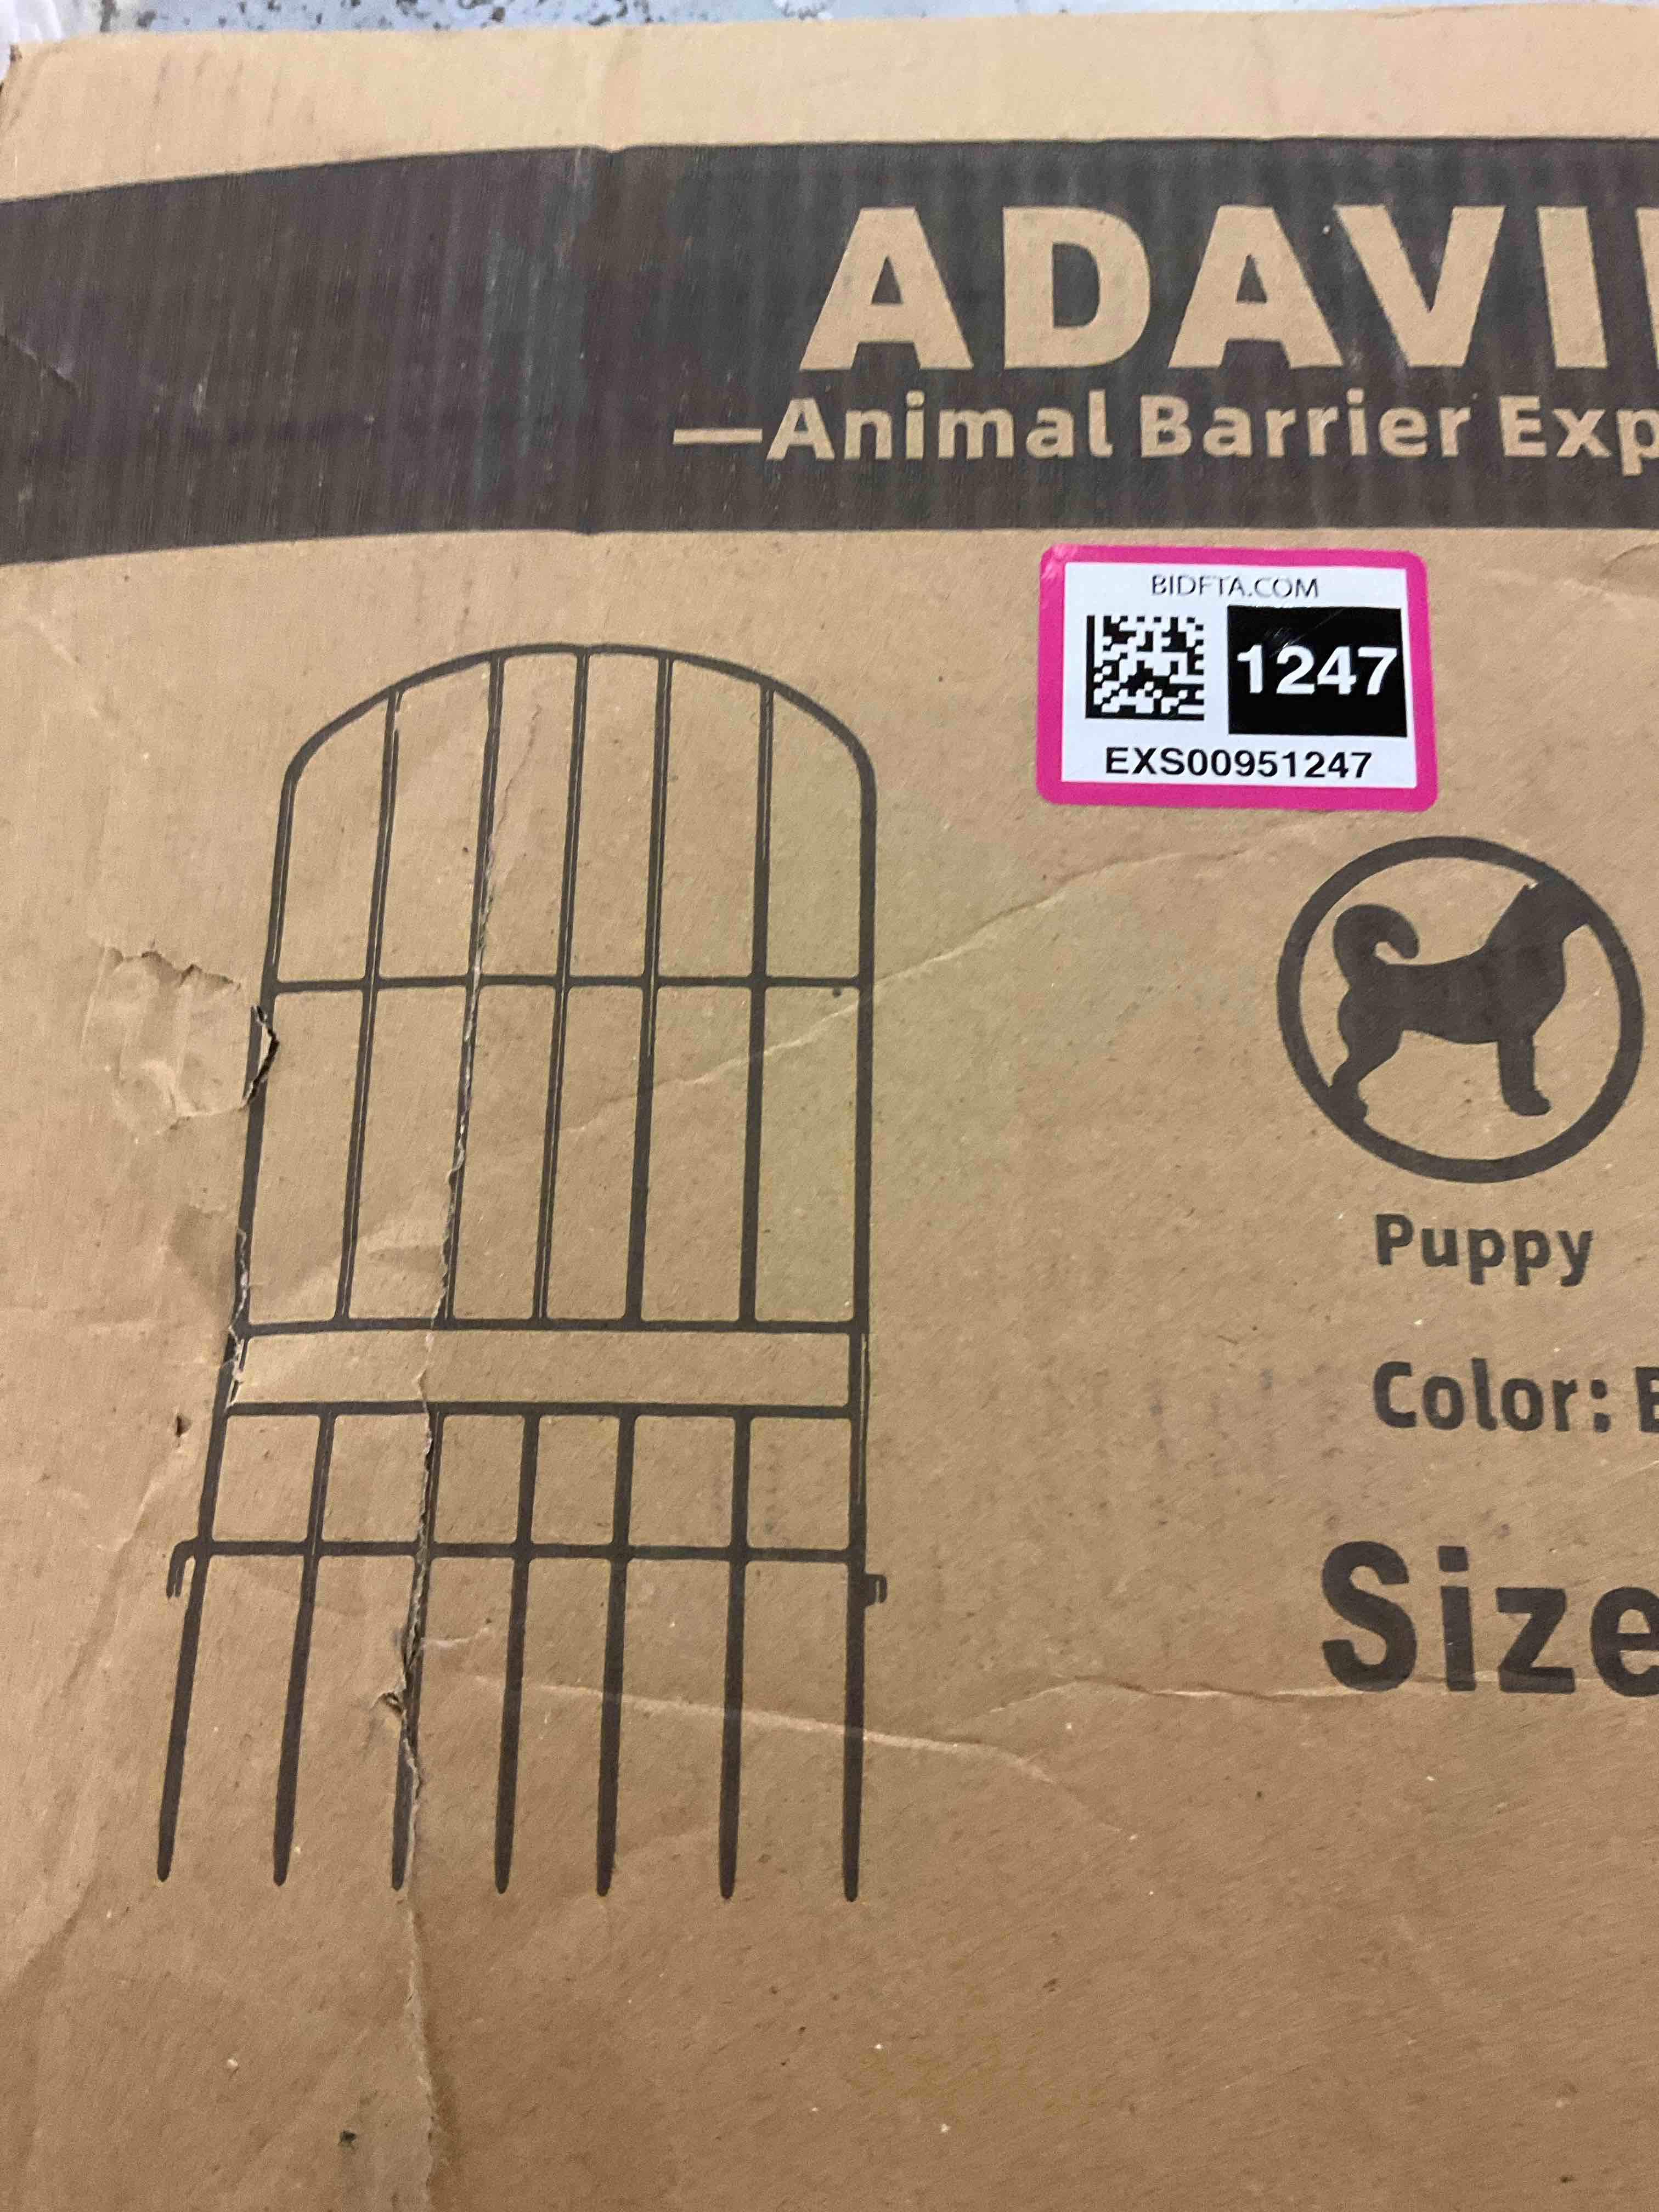 ADAVI
—Animal Barrier Exp
BIDFTA.COM
1247
EXS00951247
Puppy
Color: B
Size